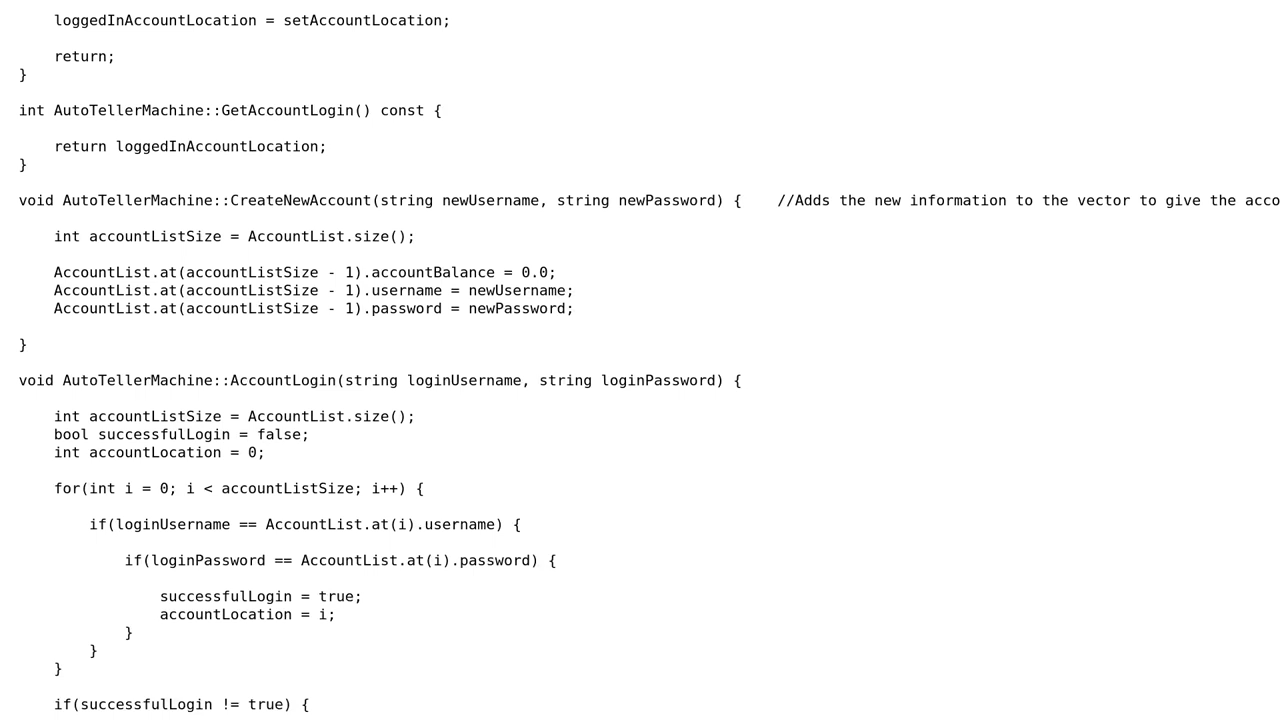 loggedInAccountLocation = setAccountLocation;
return;
}
int AutoTellerMachine::GetAccountLogin() const {
return loggedInAccountLocation;
}
void AutoTellerMachine::CreateNewAccount(string newUsername, string newPassword) {    //Adds the new information to the vector to give the acco
int accountListSize = AccountList.size();
AccountList.at(accountListSize - 1).accountBalance = 0.0;
AccountList.at(accountListSize - 1).username = newUsername;
AccountList.at(accountListSize - 1).password = newPassword;
}
void AutoTellerMachine::AccountLogin(string loginUsername, string loginPassword) {
int accountListSize = AccountList.size();
bool successfulLogin = false;
int accountLocation = 0;
for(int i = 0; i < accountListSize; i++) {
if(loginUsername == AccountList.at(i).username) {
if(loginPassword == AccountList.at(i).password) {
successfulLogin = true;
accountLocation = i;
}
}
}
if(successfulLogin != true) {